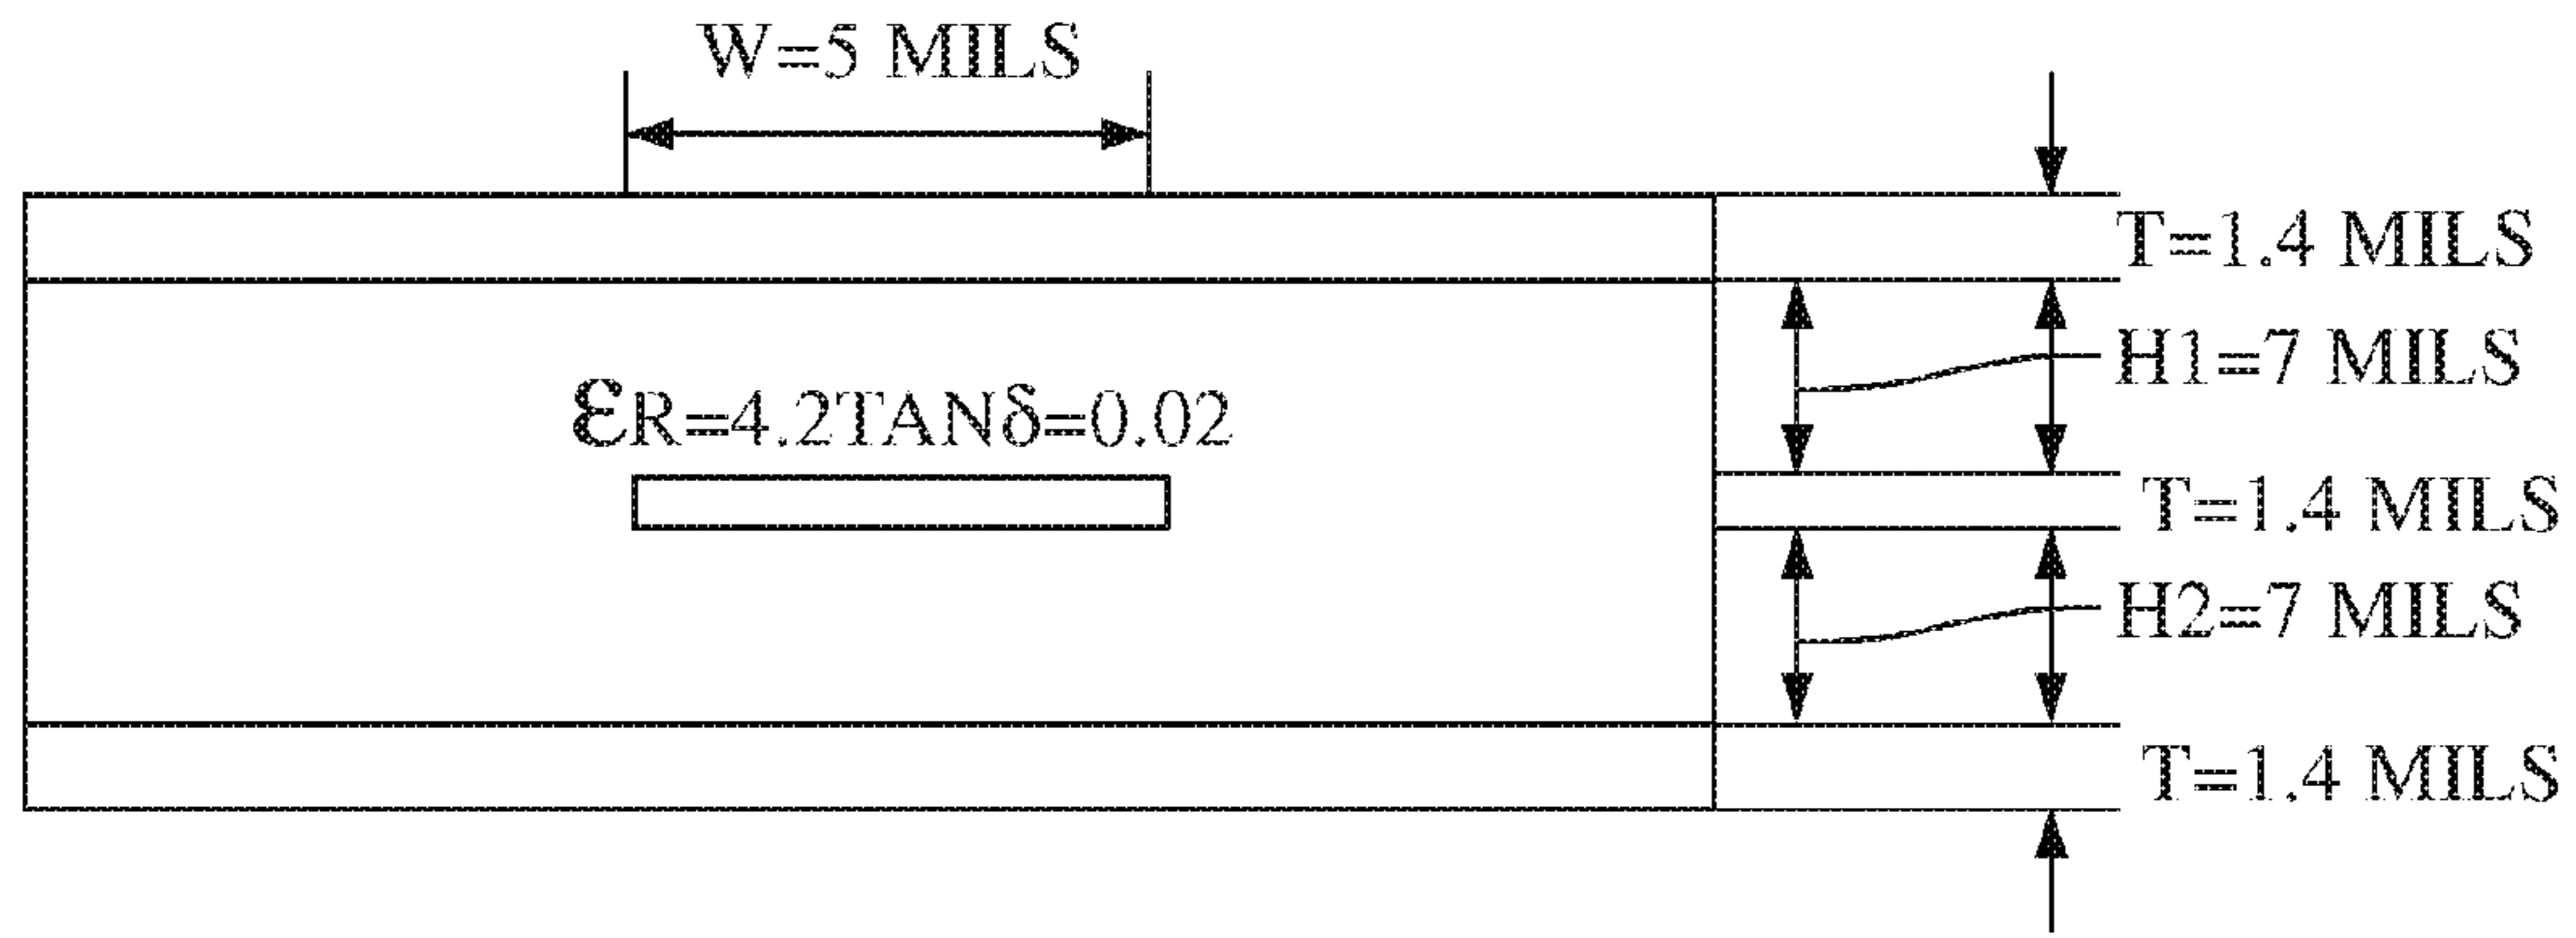 W=5 MILS
T=1.4 MILS
H1=7 MILS
εR=4.2TANδ=0.02
T=1.4 MILS
H2=7 MILS
T=1.4 MILS